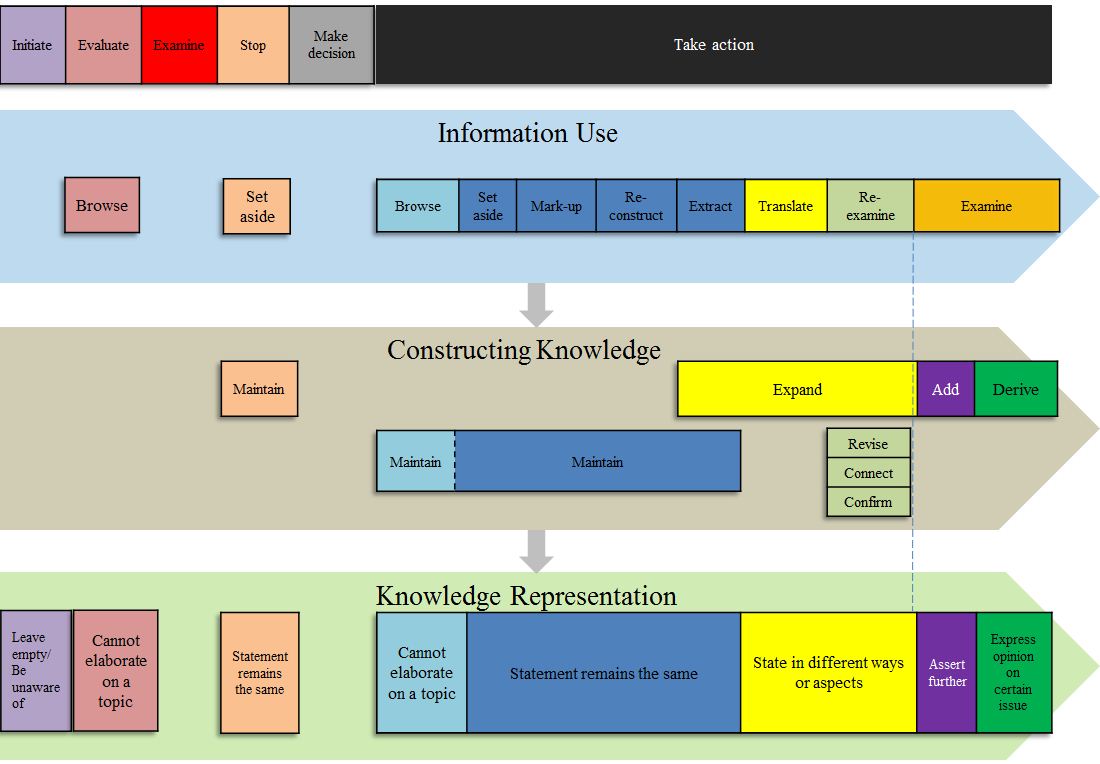 Initiate
Evaluate
Examine
Stop
Make
decision
Take action
Information Use
Browse
Set
aside
Browse
Set
aside
Mark-up
Re-
construct
Extract
Translate
Re-
examine
Examine
Constructing Knowledge
Maintain
Expand
Add
Derive
Maintain
Maintain
Revise
Connect
Confirm
Knowledge Representation
Leave
empty/
Be
unaware
of
Cannot
elaborate
on a
topic
Statement
remains
the same
Cannot
elaborate
on a topic
Statement remains the same
State in different ways
or aspects
Assert
further
Express
opinion
on
certain
issue